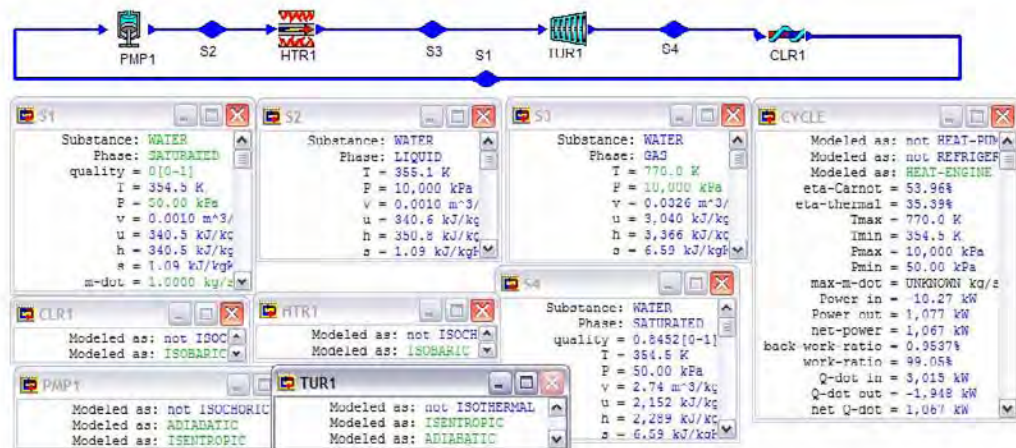 PMP1
S2
HTR1
S3
S1
TUR1
S4
CLR1
S1
Substance: WATER
Phase: SATURATED
quality = 0[0-1]
T = 354.5 K
P = 50.00 kPa
v = 0.0010 m^3/
u = 340.5 kJ/kg
h = 340.5 kJ/kg
s = 1.09 kJ/kgK
m-dot = 1.0000 kg/s
S2
Substance: WATER
Phase: LIQUID
T = 355.1 K
P = 10,000 kPa
v = 0.0010 m^3/
u = 340.6 kJ/kg
h = 350.8 kJ/kg
s = 1.09 kJ/kgK
S3
Substance: WATER
Phase: GAS
T = 770.0 K
P = 10,000 kPa
v = 0.0326 m^3/
u = 3,040 kJ/kg
h = 3,366 kJ/kg
s = 6.59 kJ/kgK
CYCLE
Modeled as: not HEAT-PUM
Modeled as: not REFRIGER
Modeled as: HEAT-ENGINE
eta-Carnot = 53.96%
eta-thermal = 35.39%
Tmax = 770.0 K
Tmin = 354.5 K
Pmax = 10,000 kPa
Pmin = 50.00 kPa
max-m-dot = UNKNOWN kg/s
Power in = -10.27 kW
Power out = 1,077 kW
net-power = 1,067 kW
back work-ratio = 0.9537%
work-ratio = 99.05%
Q-dot in = 3,015 kW
Q-dot out = -1,948 kW
net Q-dot = 1,067 kW
CLR1
Modeled as: not ISOC
Modeled as: ISOBARIC
HTR1
Modeled as: not ISOCH
Modeled as: ISOBARIC
S4
Substance: WATER
Phase: SATURATED
quality = 0.8452[0-1]
T = 354.5 K
P = 50.00 kPa
v = 2.74 m^3/kg
u = 2,152 kJ/kg
h = 2,289 kJ/kg
s = 6.59 kJ/kgK
PMP1
Modeled as: not ISOCHORIC
Modeled as: ADIABATIC
Modeled as: ISENTROPIC
TUR1
Modeled as: not ISOTHERMAL
Modeled as: ISENTROPIC
Modeled as: ADIABATIC